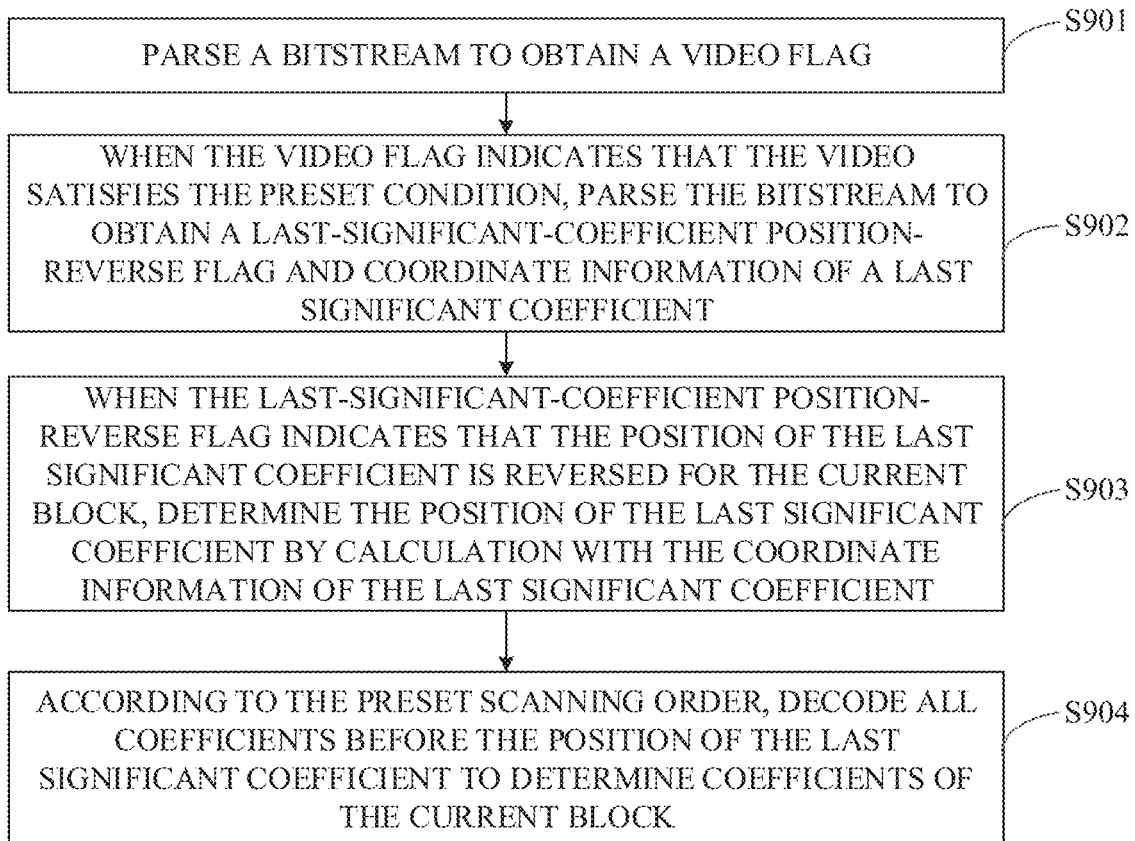 S901
PARSE A BITSTREAM TO OBTAIN A VIDEO FLAG
WHEN THE VIDEO FLAG INDICATES THAT THE VIDEO
SATISFIES THE PRESET CONDITION, PARSE THE BITSTREAM TO
OBTAIN A LAST-SIGNIFICANT-COEFFICIENT POSITION-
REVERSE FLAG AND COORDINATE INFORMATION OF A LAST
SIGNIFICANT COEFFICIENT
S902
WHEN THE LAST-SIGNIFICANT-COEFFICIENT POSITION-
REVERSE FLAG INDICATES THAT THE POSITION OF THE LAST
SIGNIFICANT COEFFICIENT IS REVERSED FOR THE CURRENT
BLOCK, DETERMINE THE POSITION OF THE LAST SIGNIFICANT
COEFFICIENT BY CALCULATION WITH THE COORDINATE
INFORMATION OF THE LAST SIGNIFICANT COEFFICIENT
S903
ACCORDING TO THE PRESET SCANNING ORDER, DECODE ALL
COEFFICIENTS BEFORE THE POSITION OF THE LAST
SIGNIFICANT COEFFICIENT TO DETERMINE COEFFICIENTS OF
THE CURRENT BLOCK
S904